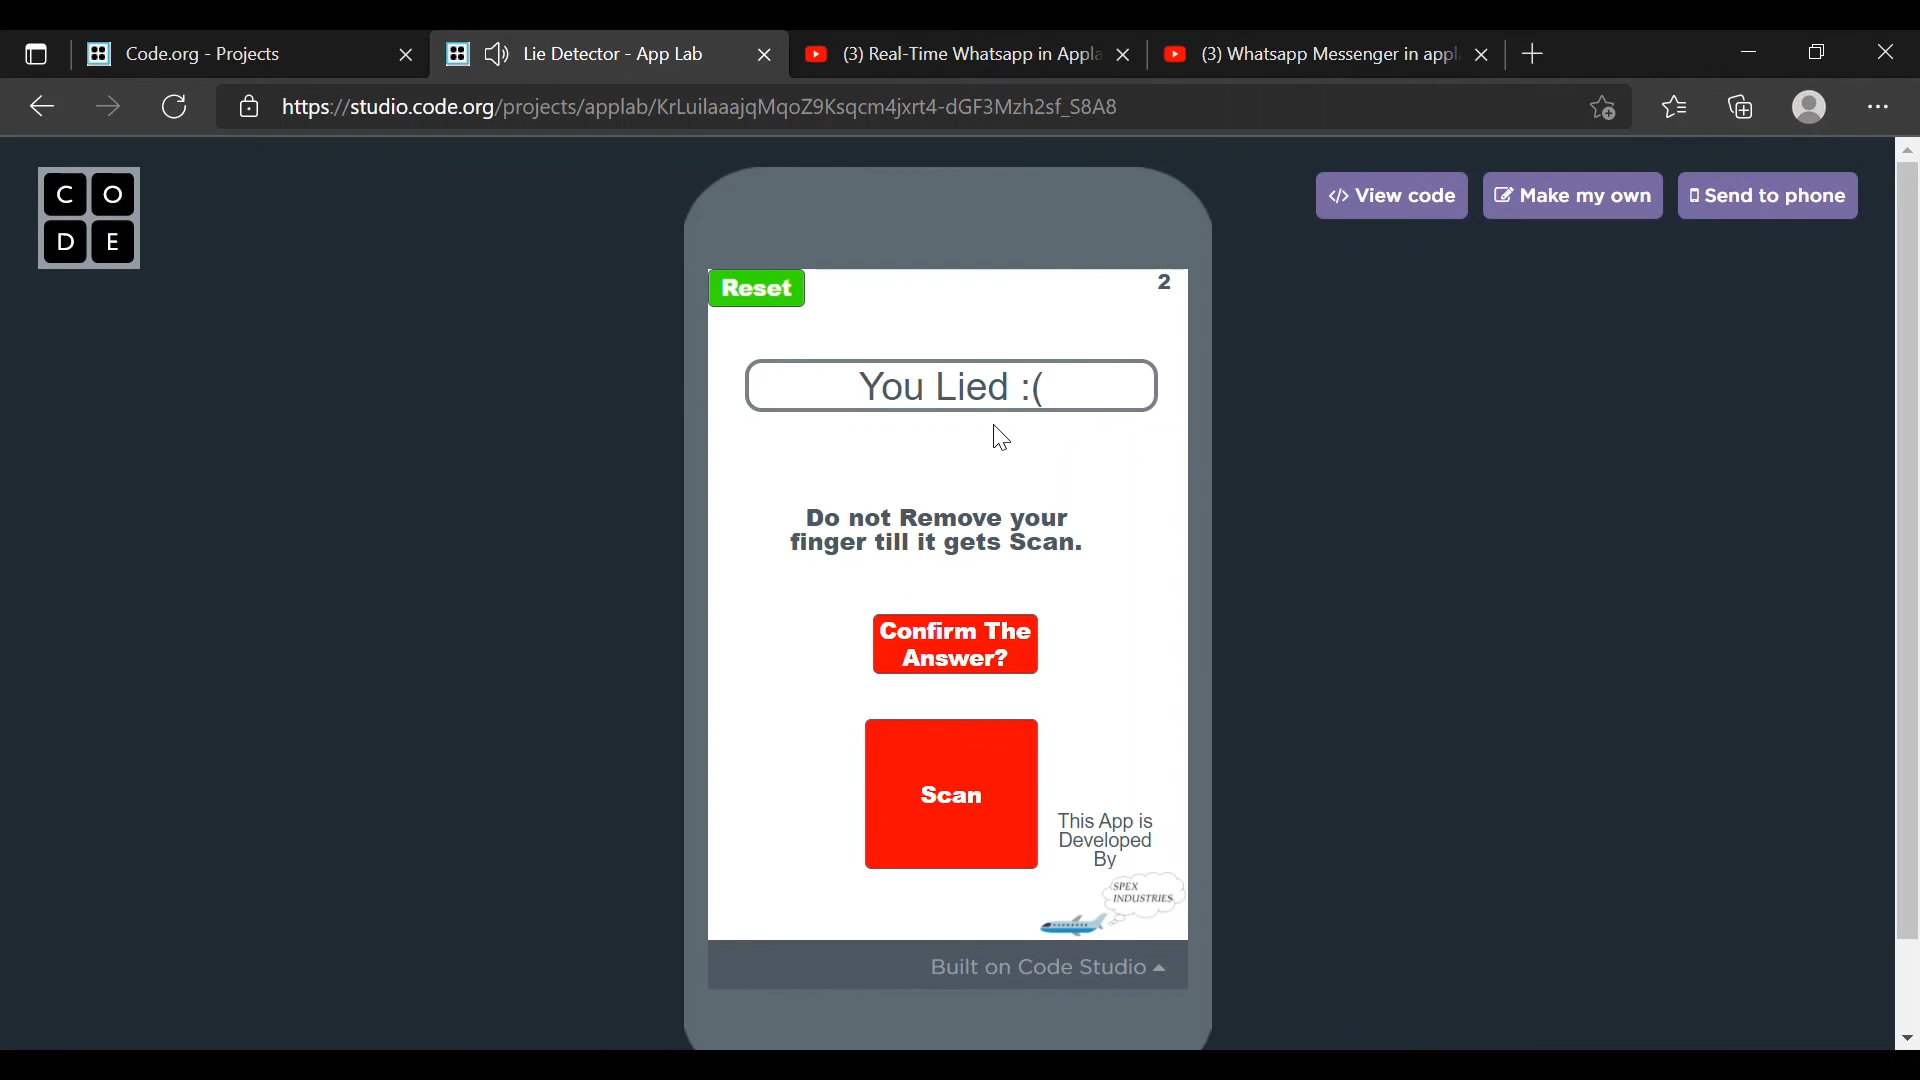 Code.org - Projects
Lie Detector - App Lab
(3) Real-Time Whatsapp in Appla
(3) Whatsapp Messenger in appl
https://studio.code.org/projects/applab/KrLuilaaajqMqoZ9Ksqcm4jxrt4-dGF3Mzh2sf_S8A8
C O
D E
</> View code
Make my own
Send to phone
Reset
2
You Lied :(
Do not Remove your
finger till it gets Scan.
Confirm The
Answer?
Scan
This App is
Developed
By
SPEX
INDUSTRIES
Built on Code Studio